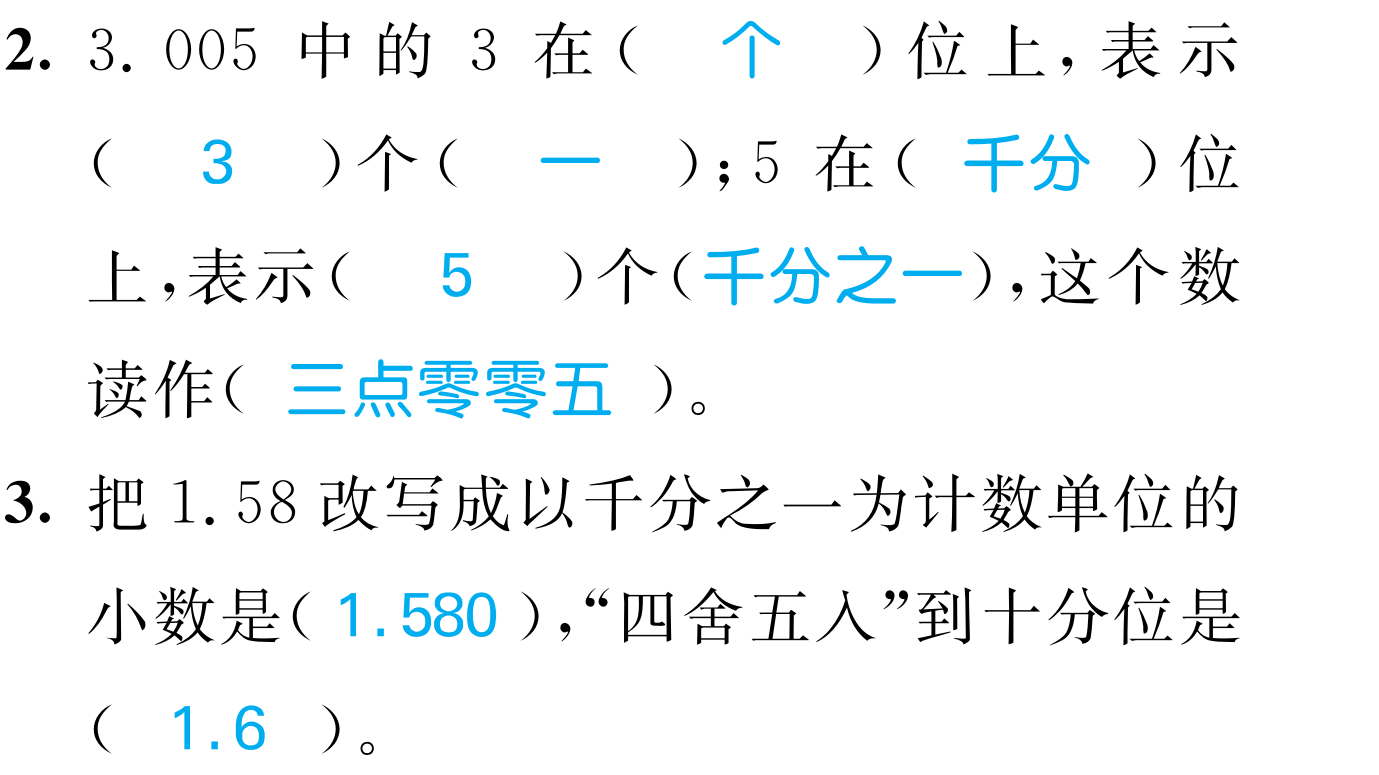 2. 3.005 中的 3 在( 个 )位上,表示
( 3 )个( 一 );5 在( 千分 )位
上,表示( 5 )个(千分之一),这个数
读作( 三点零零五 )。
3. 把 1.58 改写成以千分之一为计数单位的
小数是( 1.580 ),“四舍五入”到十分位是
( 1.6 )。